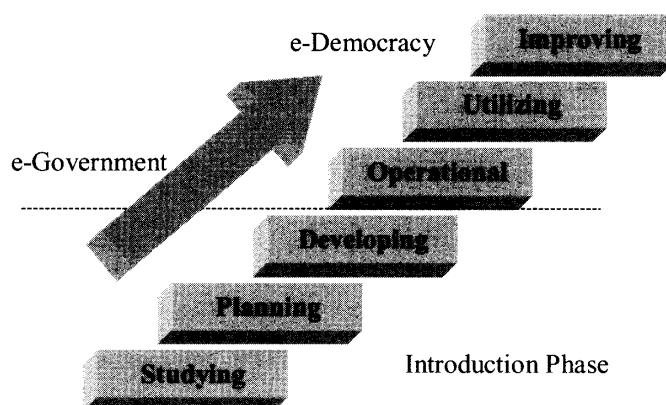 Improving
e-Democracy
Utilizing
e-Government
Operational
Developing
Planning
Introduction Phase
Studying